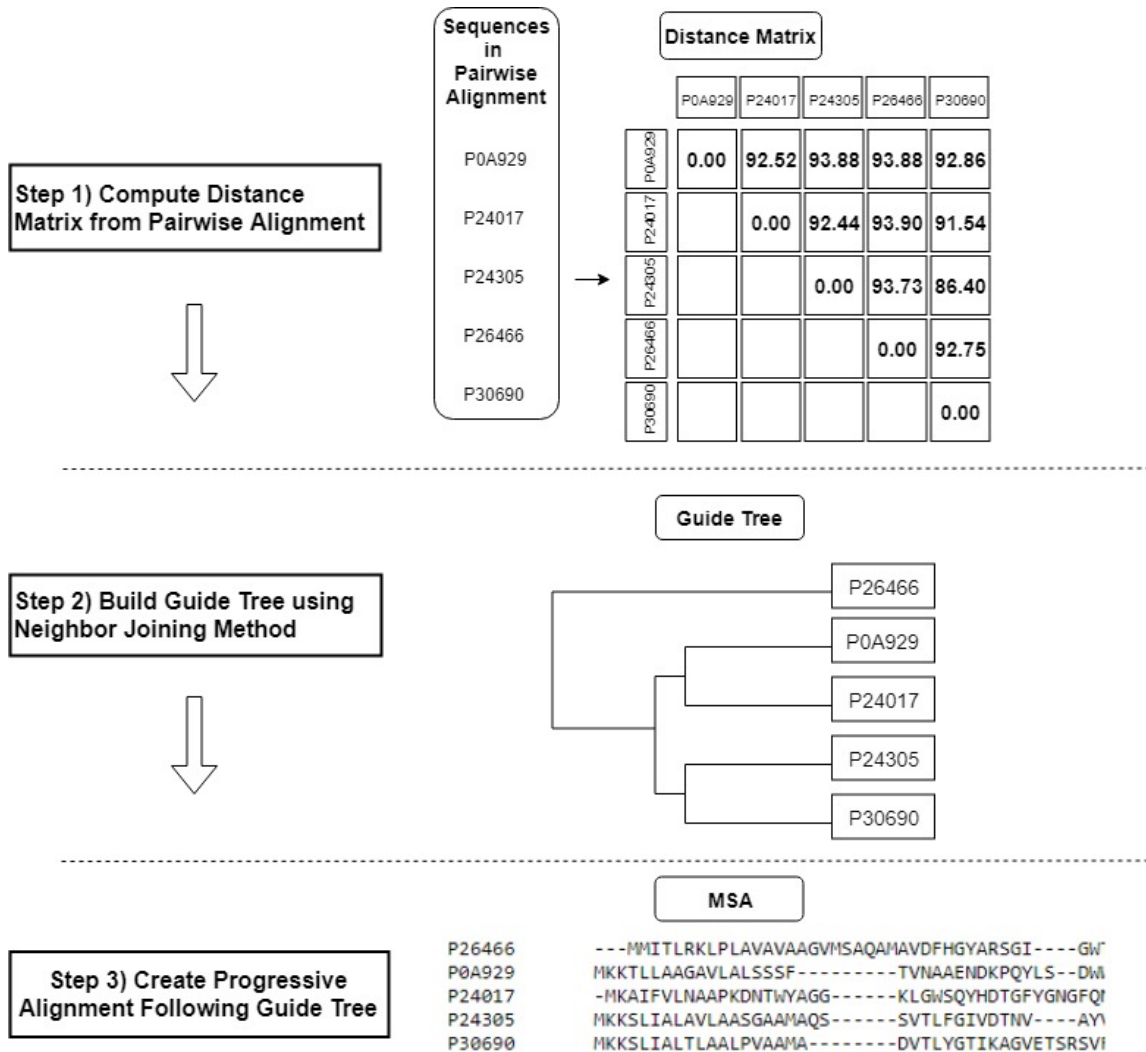 Sequences
in
Pairwise
Alignment
P0A929
P24017
P24305
P26466
P30690
Distance Matrix
P0A929 P24017 P24305 P26466 P30690
P0A929 0.00 92.52 93.88 93.88 92.86
P24017 0.00 92.44 93.90 91.54
P24305 0.00 93.73 86.40
P26466 0.00 92.75
P30690 0.00
Step 1) Compute Distance
Matrix from Pairwise Alignment
Guide Tree
Step 2) Build Guide Tree using
Neighbor Joining Method
P26466
P0A929
P24017
P24305
P30690
MSA
Step 3) Create Progressive
Alignment Following Guide Tree
P26466 ---MMITLRKLPLAVAVAAGVMSAQAMAVDFHGYARSGI----GW
P0A929 MKKTLLAAGAVLALSSSF---------TVNAAENDKPQYLS--DW
P24017 -MKAIFVLNAAPKDNTWYAGG------KLGWSQYHDTGFYGNGFQ
P24305 MKKSLIALAVLAASGAAMAQS------SVTLFGIVDTNV----AY
P30690 MKKSLIALTLAALPVAAMA--------DVTLYGTIKAGVETSRSV